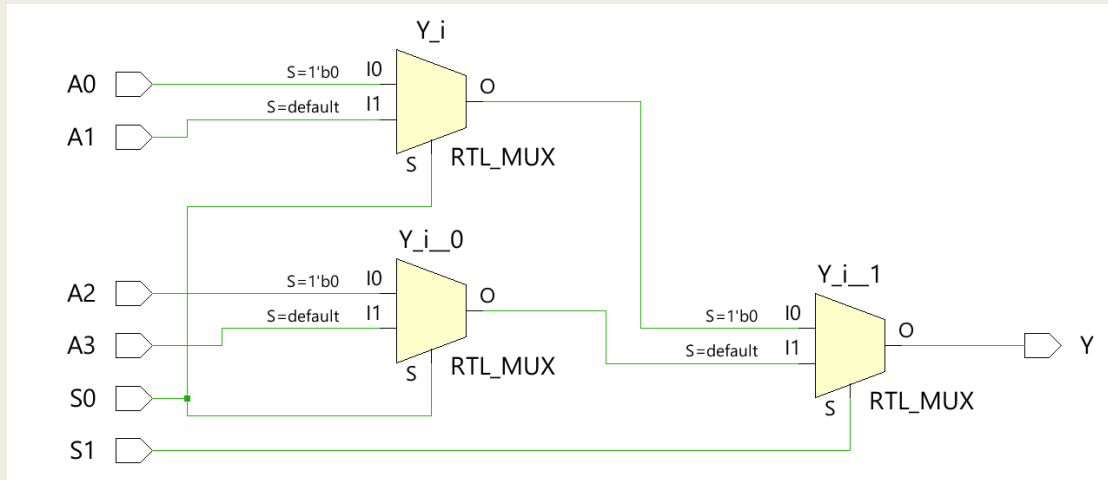 Y_i
A0
S=1'b0
I0
O
A1
S=default
I1
S
RTL_MUX
Y_i__0
A2
S=1'b0
I0
O
A3
S=default
I1
S
RTL_MUX
Y_i__1
S=1'b0
I0
O
Y
S=default
I1
S
RTL_MUX
S0
S1